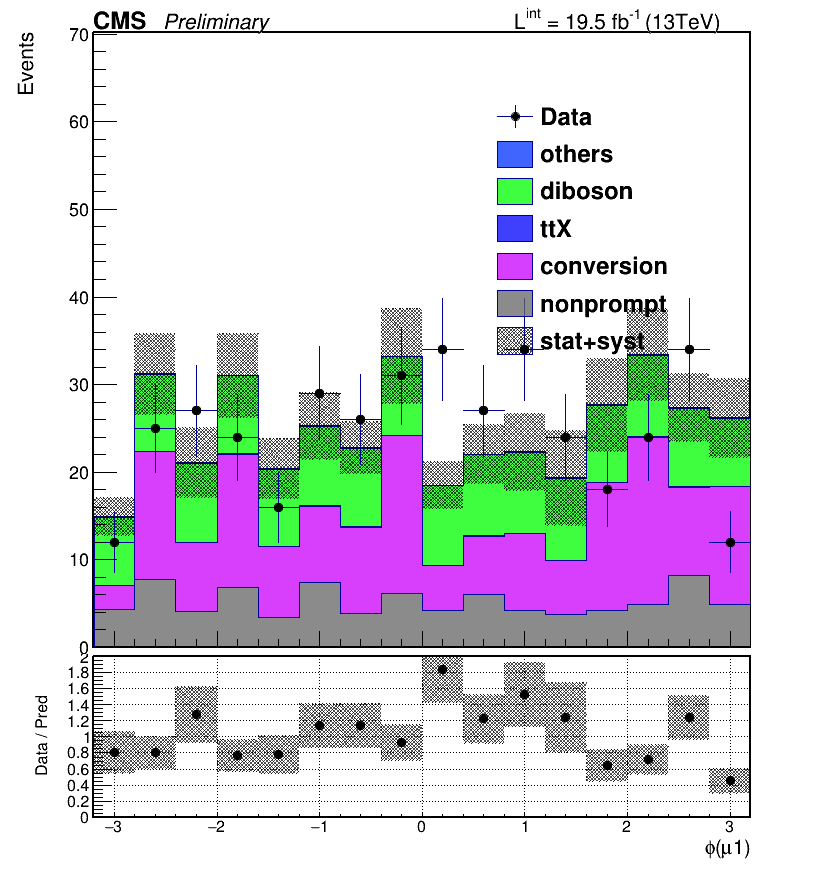 CMS Preliminary L^int = 19.5 fb^-1 (13TeV)
Events
70
60
50
40
30
20
10
0
Data
others
diboson
ttX
conversion
nonprompt
stat+syst
Data / Pred
2
1.8
1.6
1.4
1.2
1
0.8
0.6
0.4
0.2
0
−3 −2 −1 0 1 2 3
ϕ(μ1)